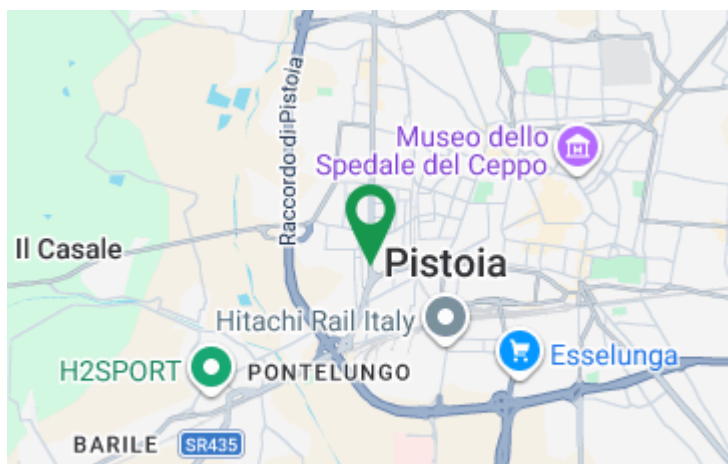 Raccordo di Pistoia
Museo dello
Spedale del Ceppo
Il Casale
Pistoia
Hitachi Rail Italy
Esselunga
H2SPORT
PONTELUNGO
BARILE
SR435